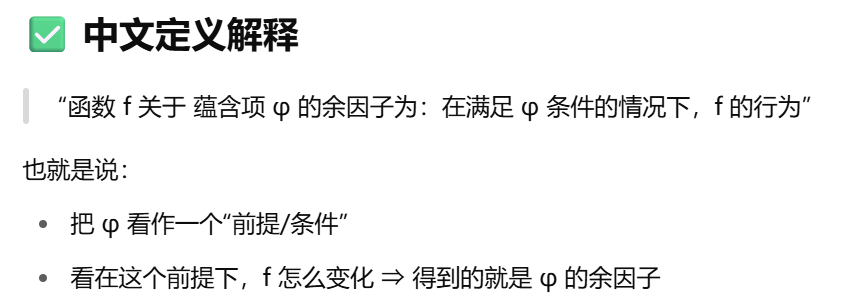 ✅ 中文定义解释
“函数 f 关于 蕴含项 φ 的余因子为：在满足 φ 条件的情况下，f 的行为”
也就是说：
• 把 φ 看作一个“前提/条件”
• 看在这个前提下，f 怎么变化 ⇒ 得到的就是 φ 的余因子